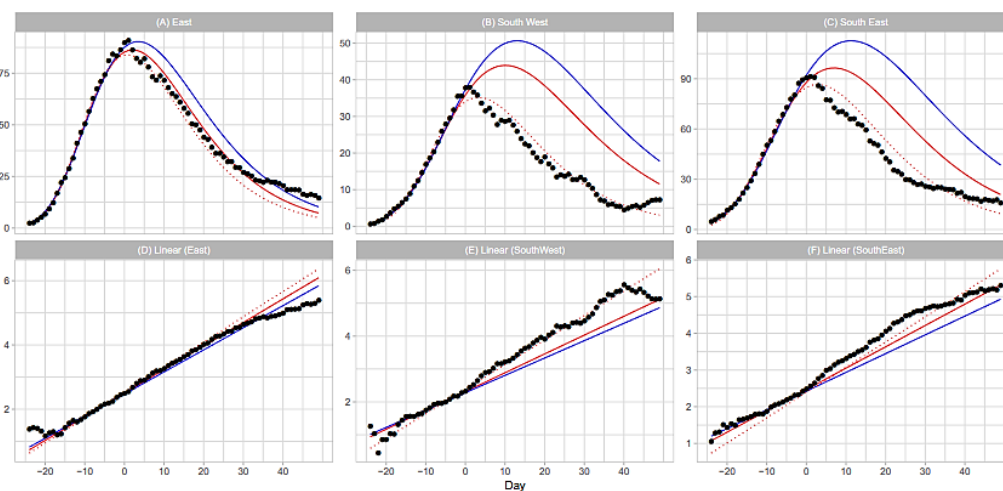 (A) East
(B) South West
(C) South East
75
50
25
0
50
40
30
20
10
0
90
60
30
0
(D) Linear (East)
(E) Linear (SouthWest)
(F) Linear (SouthEast)
6
4
2
6
4
2
6
5
4
3
2
1
−20 −10 0 10 20 30 40
−20 −10 0 10 20 30 40
−20 −10 0 10 20 30 40
Day